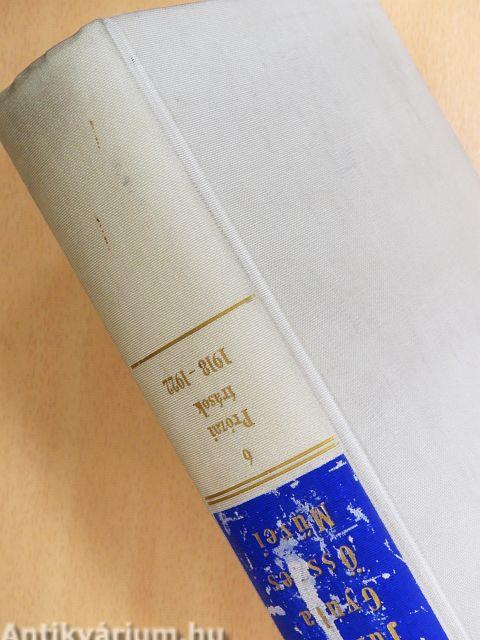 Gyula
Összes
Művei
6
Prózai
írások
1918-1922
Antikvárium.hu